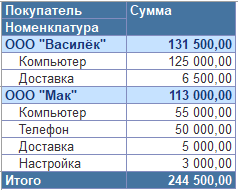 Покупатель Сумма
Номенклатура
ООО "Василёк" 131 500,00
Компьютер 125 000,00
Доставка 6 500,00
ООО "Мак" 113 000,00
Компьютер 55 000,00
Телефон 50 000,00
Доставка 5 000,00
Настройка 3 000,00
Итого 244 500,00